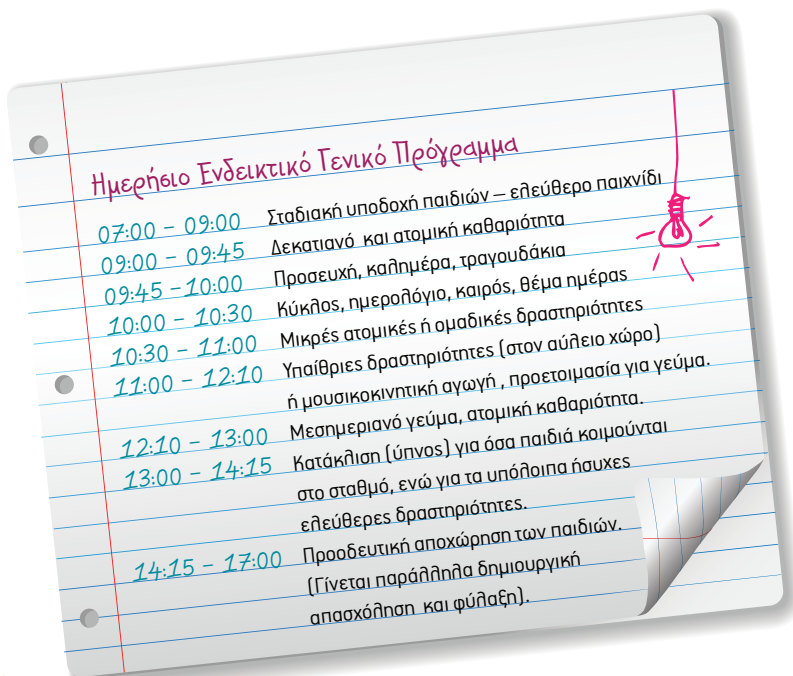 Ημερήσιο Ενδεικτικό Γενικό Πρόγραμμα
07:00 – 09:00 Σταδιακή υποδοχή παιδιών – ελεύθερο παιχνίδι
09:00 – 09:45 Δεκατιανό και ατομική καθαριότητα
09:45 – 10:00 Προσευχή, καλημέρα, τραγουδάκια
10:00 – 10:30 Κύκλος, ημερολόγιο, καιρός, θέμα ημέρας
10:30 – 11:00 Μικρές ατομικές ή ομαδικές δραστηριότητες
11:00 – 12:10 Υπαίθριες δραστηριότητες (στον αύλειο χώρο)
ή μουσικοκινητική αγωγή , προετοιμασία για γεύμα.
12:10 – 13:00 Μεσημεριανό γεύμα, ατομική καθαριότητα.
13:00 – 14:15 Κατάκλιση (ύπνος) για όσα παιδιά κοιμούνται
στο σταθμό, ενώ για τα υπόλοιπα ήσυχες
ελεύθερες δραστηριότητες.
14:15 – 17:00 Προοδευτική αποχώρηση των παιδιών.
(Γίνεται παράλληλα δημιουργική
απασχόληση και φύλαξη).